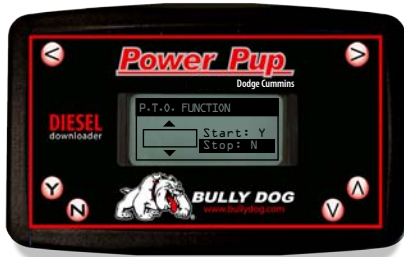 < >
Power Pup
Dodge Cummins
P.T.O. FUNCTION
DIESEL
downloader
Start: Y
Stop: N
Y
N
BULLY DOG
www.bullydog.com
Λ
V